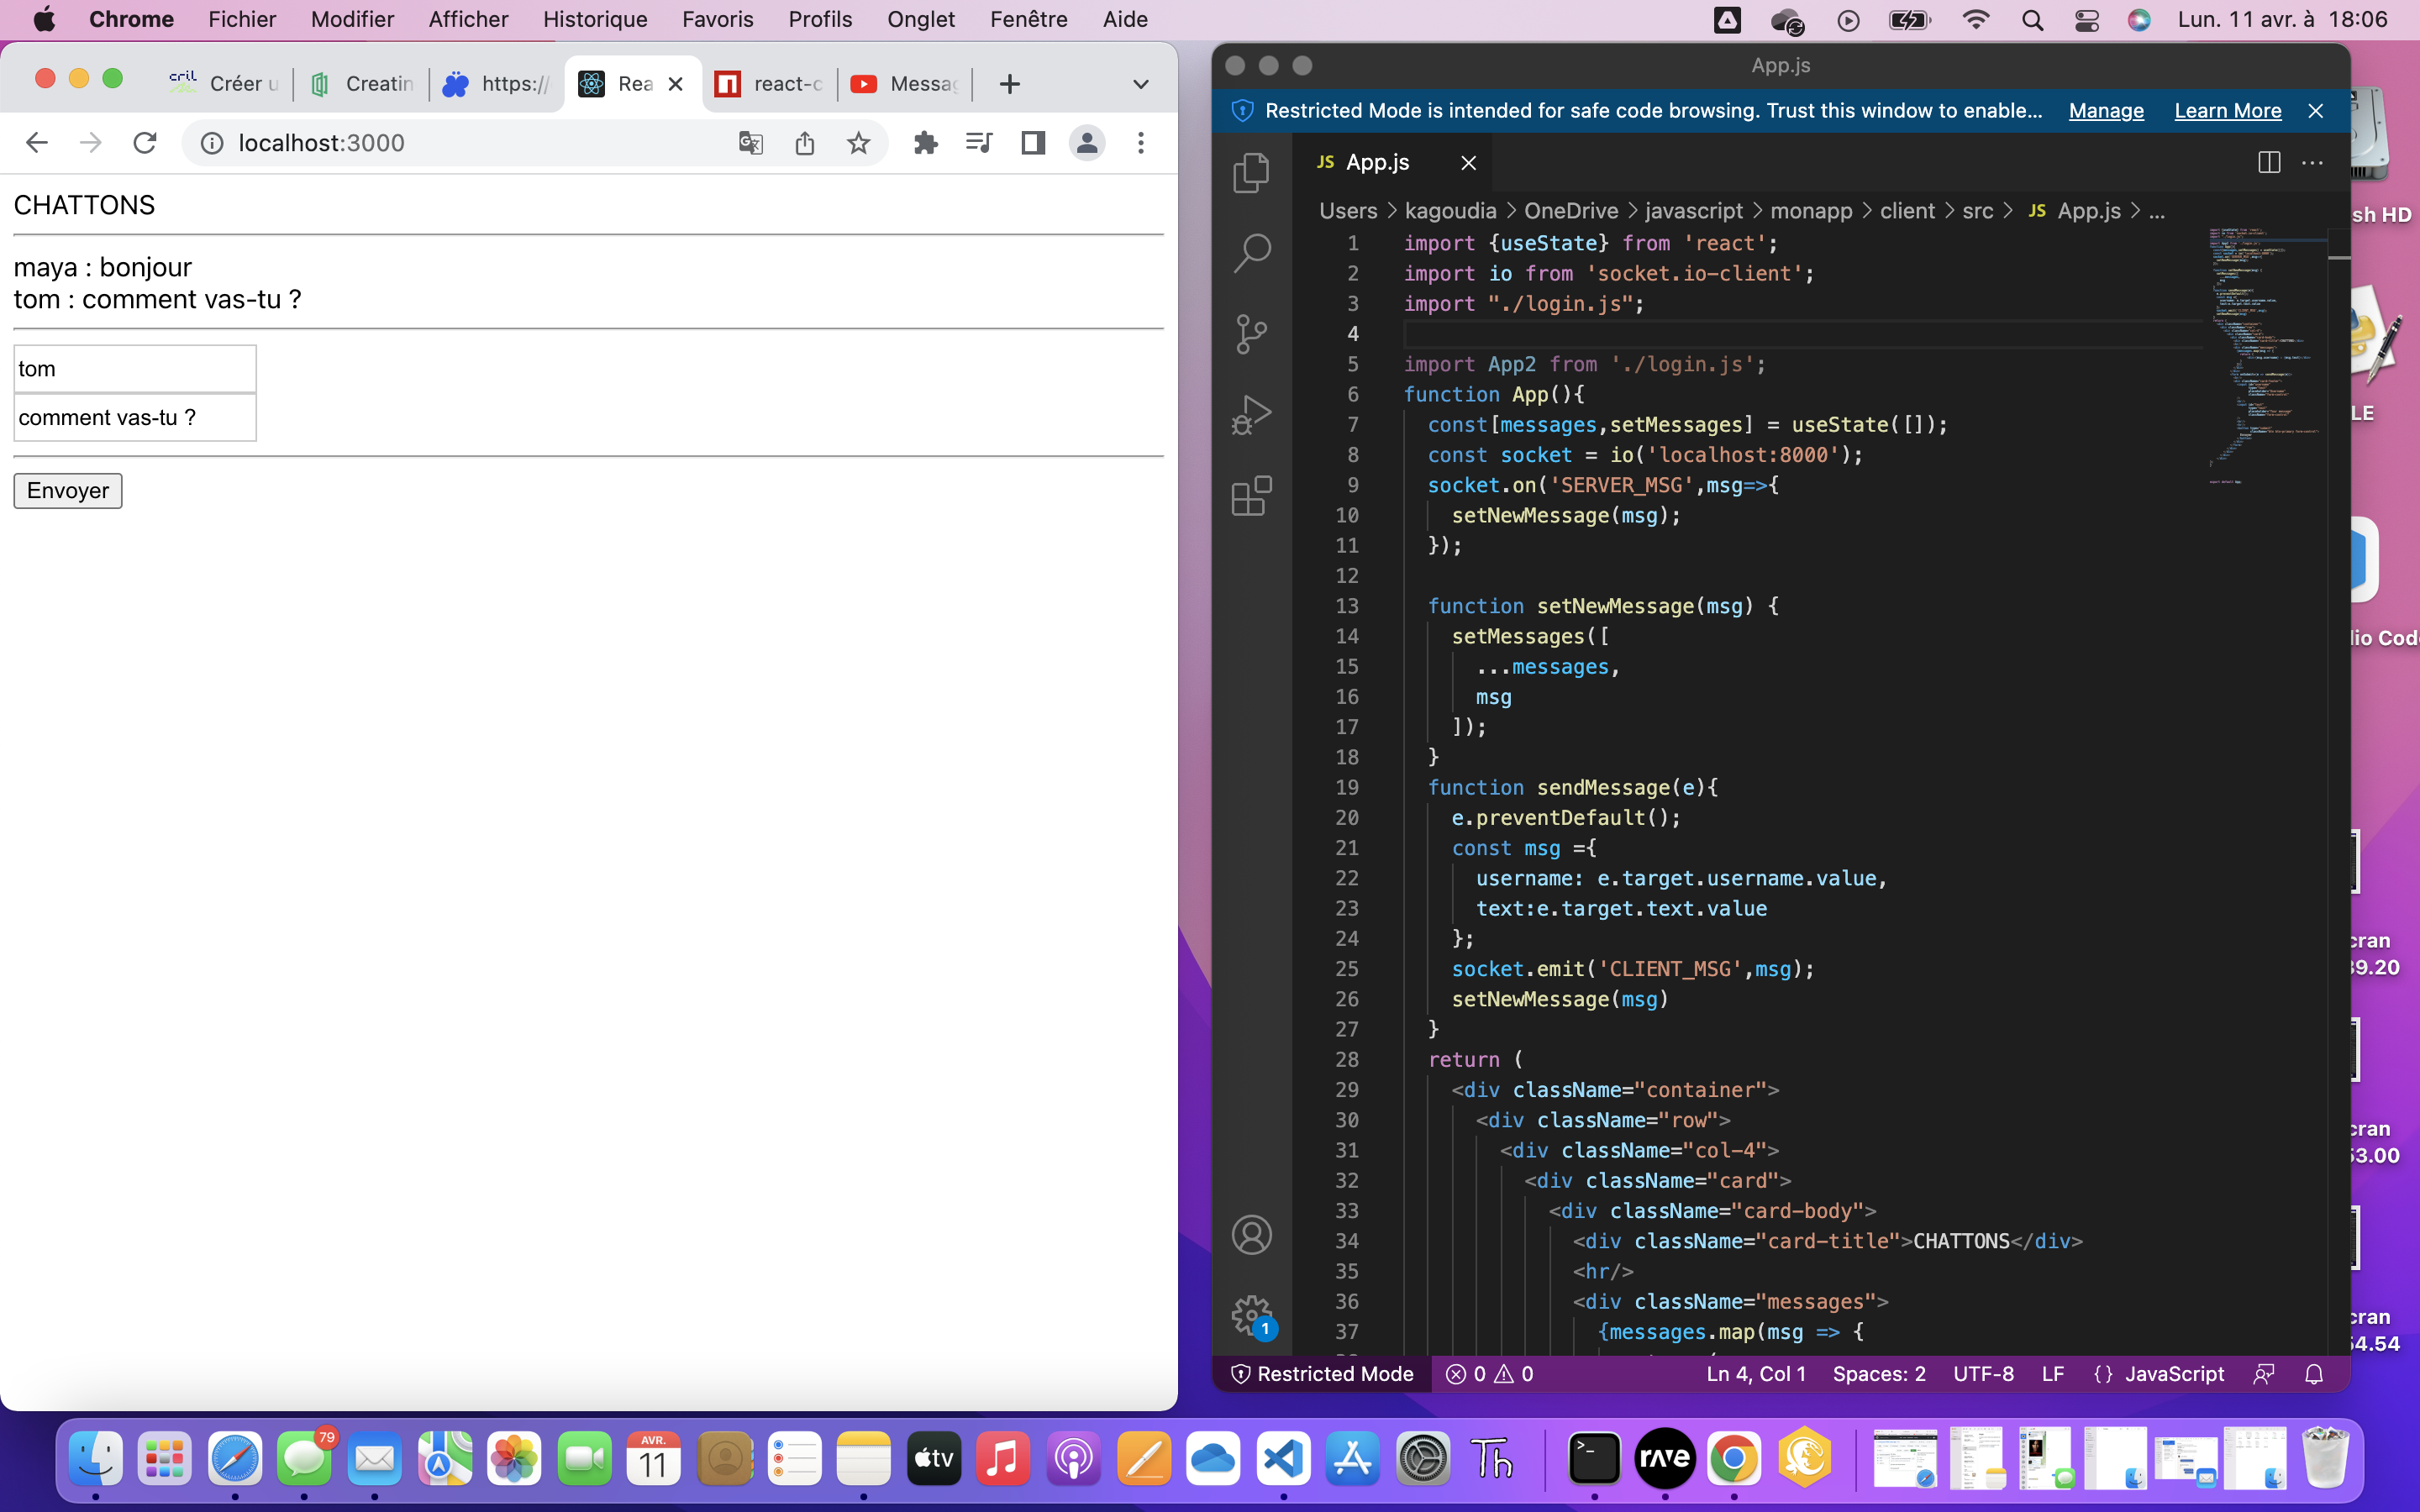 Chrome Fichier Modifier Afficher Historique Favoris Profils Onglet Fenêtre Aide Lun. 11 avr. à 18:06
cril Créer u Creatin https:// Rea react-c Messag
localhost:3000
CHATTONS
maya : bonjour
tom : comment vas-tu ?
tom
comment vas-tu ?
Envoyer
App.js
Restricted Mode is intended for safe code browsing. Trust this window to enable... Manage Learn More
JS App.js
Users > kagoudia > OneDrive > javascript > monapp > client > src > JS App.js > ...
1 import {useState} from 'react';
2 import io from 'socket.io-client';
3 import "./login.js";
4
5 import App2 from './login.js';
6 function App(){
7 const[messages,setMessages] = useState([]);
8 const socket = io('localhost:8000');
9 socket.on('SERVER_MSG',msg=>{
10 setNewMessage(msg);
11 });
12
13 function setNewMessage(msg) {
14 setMessages([
15 ...messages,
16 msg
17 ]);
18 }
19 function sendMessage(e){
20 e.preventDefault();
21 const msg ={
22 username: e.target.username.value,
23 text:e.target.text.value
24 };
25 socket.emit('CLIENT_MSG',msg);
26 setNewMessage(msg)
27 }
28 return (
29 <div className="container">
30 <div className="row">
31 <div className="col-4">
32 <div className="card">
33 <div className="card-body">
34 <div className="card-title">CHATTONS</div>
35 <hr/>
36 <div className="messages">
37 {messages.map(msg => {
1
Restricted Mode 0 0 Ln 4, Col 1 Spaces: 2 UTF-8 LF {} JavaScript
sh HD
LE
io Cod
cran
39.20
cran
53.00
cran
54.54
79
AVR.
11
tv
rave
Th